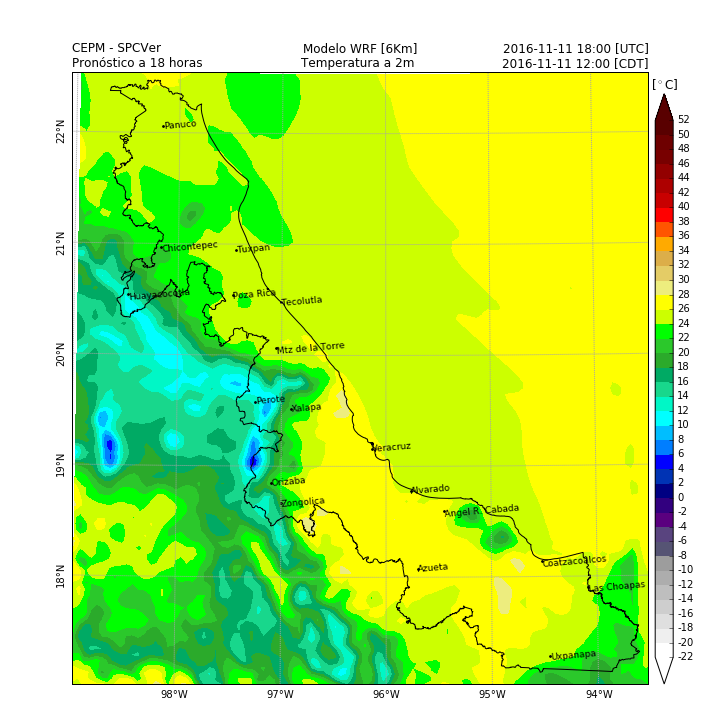 CEPM - SPCVer Modelo WRF [6Km] 2016-11-11 18:00 [UTC]
Pronóstico a 18 horas Temperatura a 2m 2016-11-11 12:00 [CDT]
[°C]
52
50
48
46
44
42
40
38
36
34
32
30
28
26
24
22
20
18
16
14
12
10
8
6
4
2
0
-2
-4
-6
-8
-10
-12
-14
-16
-18
-20
-22
22°N
21°N
20°N
19°N
18°N
Panuco
Chicontepec
Tuxpan
Huayacocotla
Poza Rica
Tecolutla
Mtz de la Torre
Perote
Xalapa
Veracruz
Orizaba
Alvarado
Zongolica
Angel R. Cabada
Azueta
Coatzacoalcos
Las Choapas
Uxpanapa
98°W 97°W 96°W 95°W 94°W